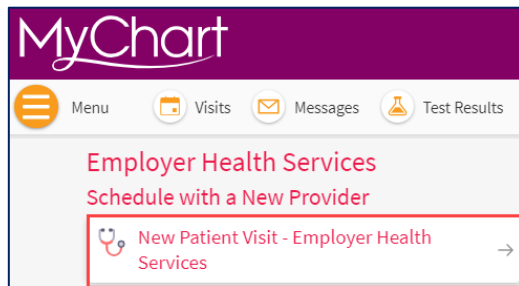 MyChart
Menu Visits Messages Test Results
Employer Health Services
Schedule with a New Provider
New Patient Visit - Employer Health
Services